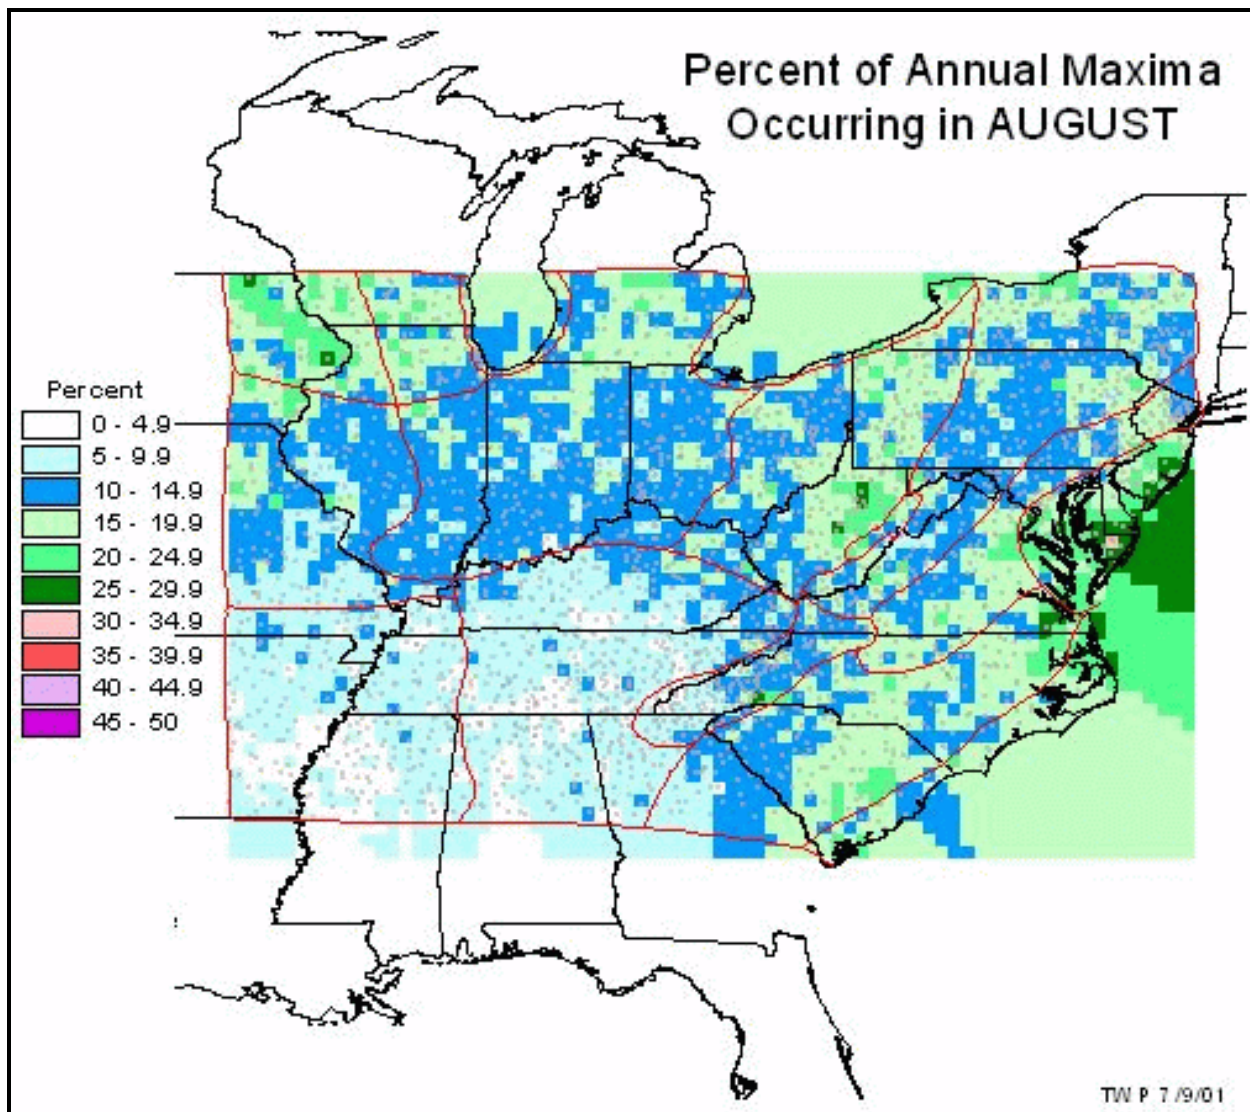 Percent of Annual Maxima
Occurring in AUGUST
Percent
0 - 4.9
5 - 9.9
10 - 14.9
15 - 19.9
20 - 24.9
25 - 29.9
30 - 34.9
35 - 39.9
40 - 44.9
45 - 50
TWP 7/9/01